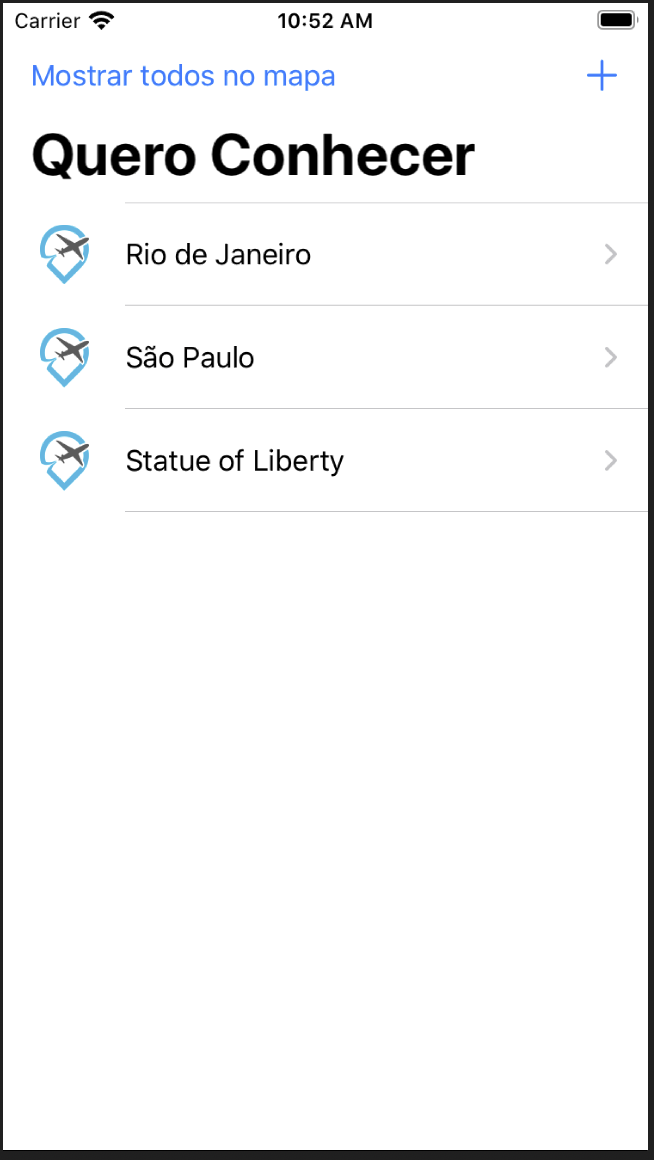 Carrier 10:52 AM
Mostrar todos no mapa
Quero Conhecer
Rio de Janeiro
São Paulo
Statue of Liberty